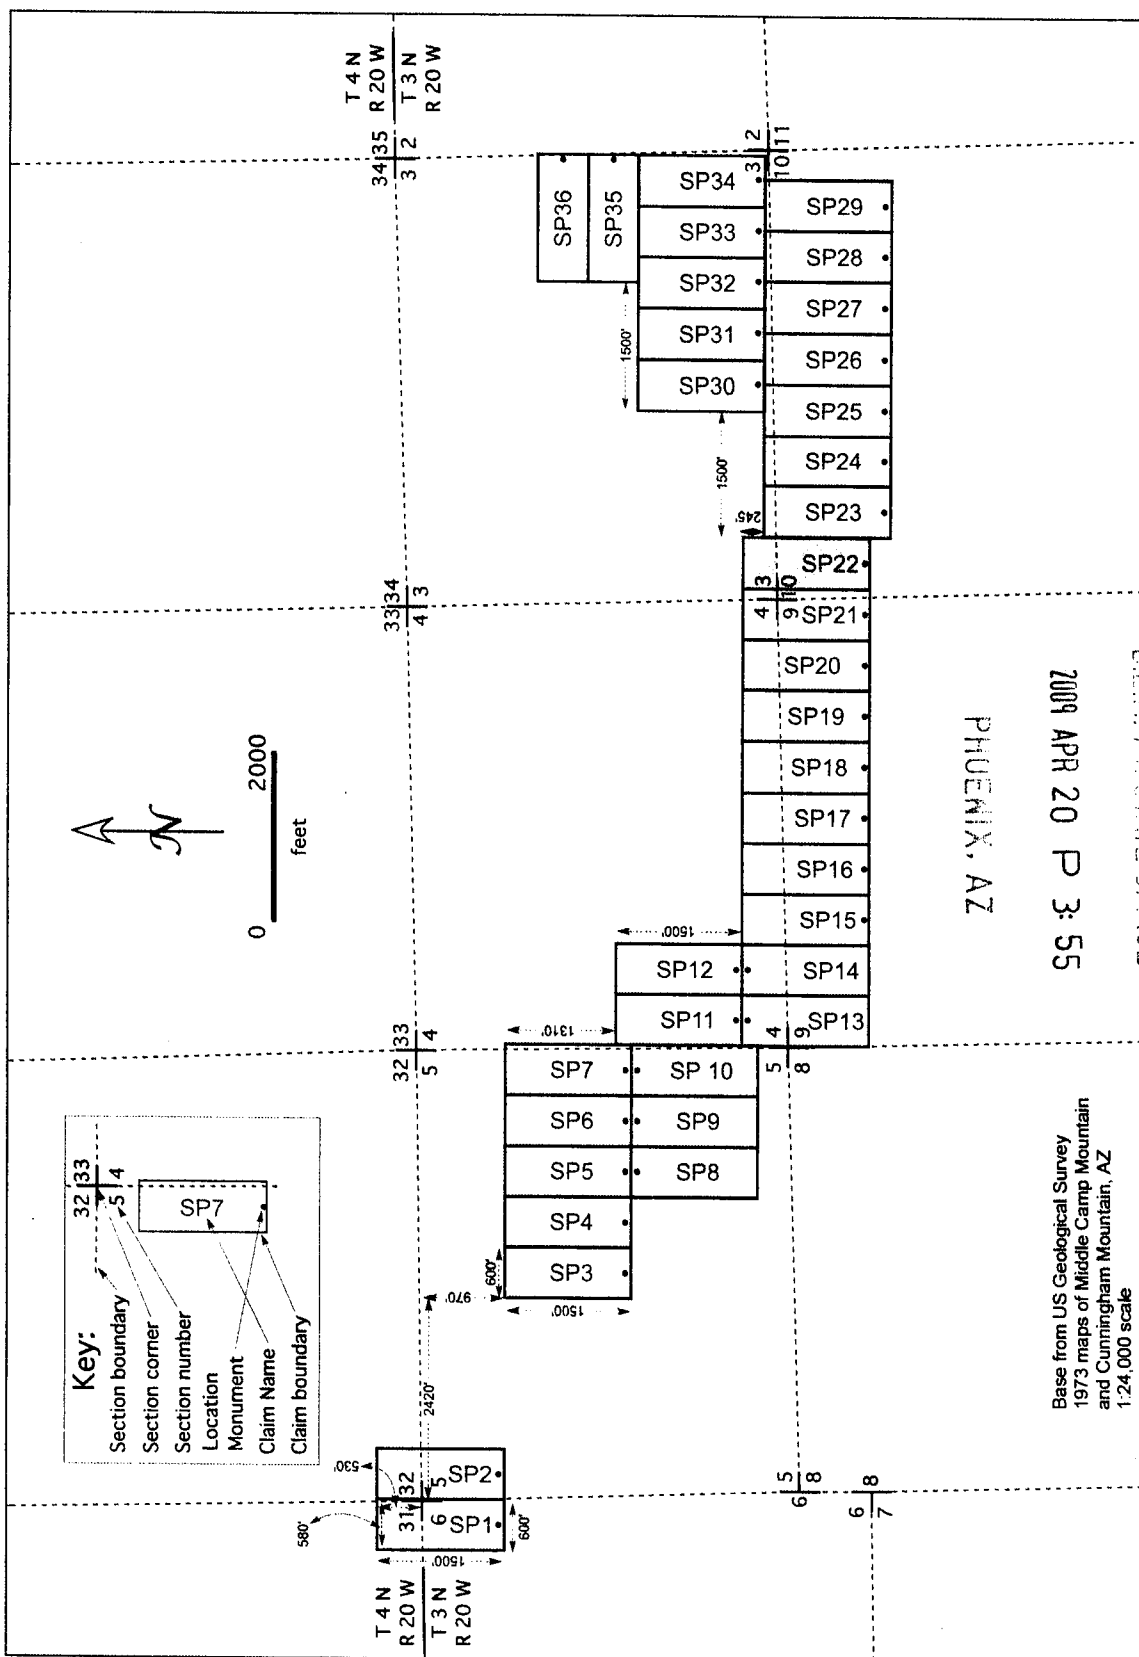 T 4 N
R 20 W
T 3 N
R 20 W
34 35
3 2
33 34
4 3
32 33
5 4
31 32
6 5
T 4 N
R 20 W
T 3 N
R 20 W
Key:
Section boundary
Section corner
Section number
Location
Monument
Claim Name
Claim boundary
32 33
5 4
SP7
N
0 2000
feet
SP1
SP2
580'
530'
1500'
600'
2420'
970'
SP3
SP4
SP5
SP6
SP7
600'
1500'
1310'
SP8
SP9
SP 10
SP11
SP12
1500'
SP13
SP14
SP15
SP16
SP17
SP18
SP19
SP20
SP21
SP22
245'
1500'
1500'
SP23
SP24
SP25
SP26
SP27
SP28
SP29
SP30
SP31
SP32
SP33
SP34
SP35
SP36
3 2
10 11
4 3
9 10
5 4
8 9
5
6 8
6 8
7
PHOENIX, AZ
2009 APR 20 P 3:55
Base from US Geological Survey
1973 maps of Middle Camp Mountain
and Cunningham Mountain, AZ
1:24,000 scale